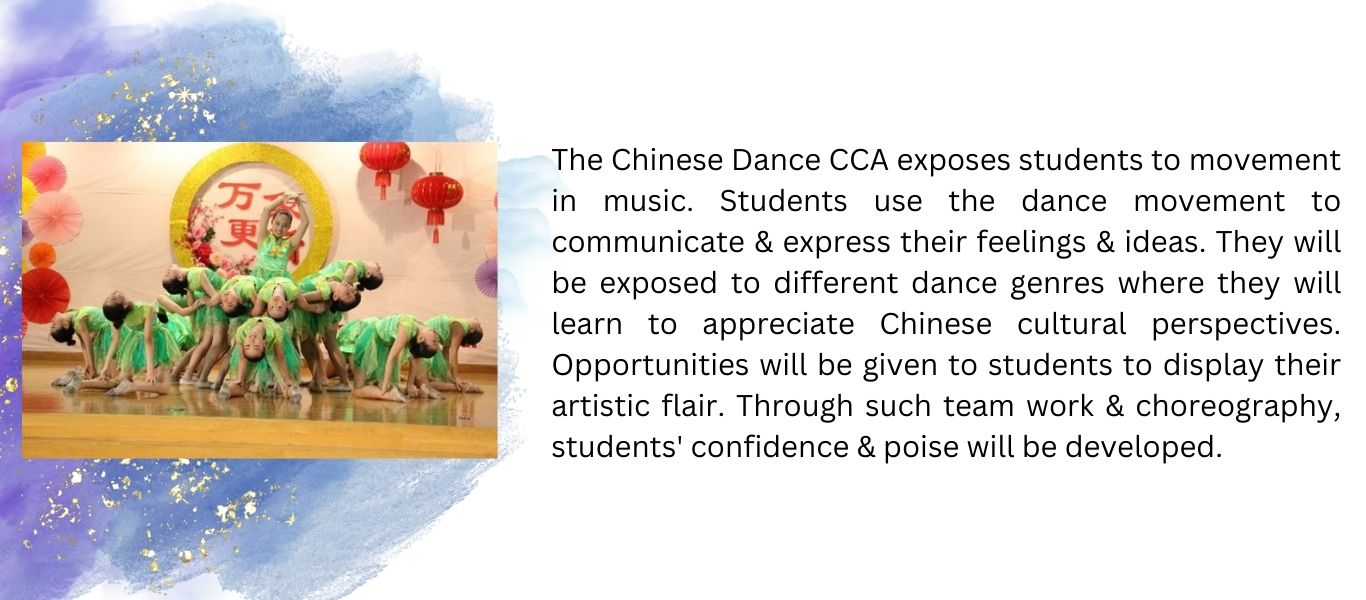 万
更
The Chinese Dance CCA exposes students to movement
in music. Students use the dance movement to
communicate & express their feelings & ideas. They will
be exposed to different dance genres where they will
learn to appreciate Chinese cultural perspectives.
Opportunities will be given to students to display their
artistic flair. Through such team work & choreography,
students' confidence & poise will be developed.